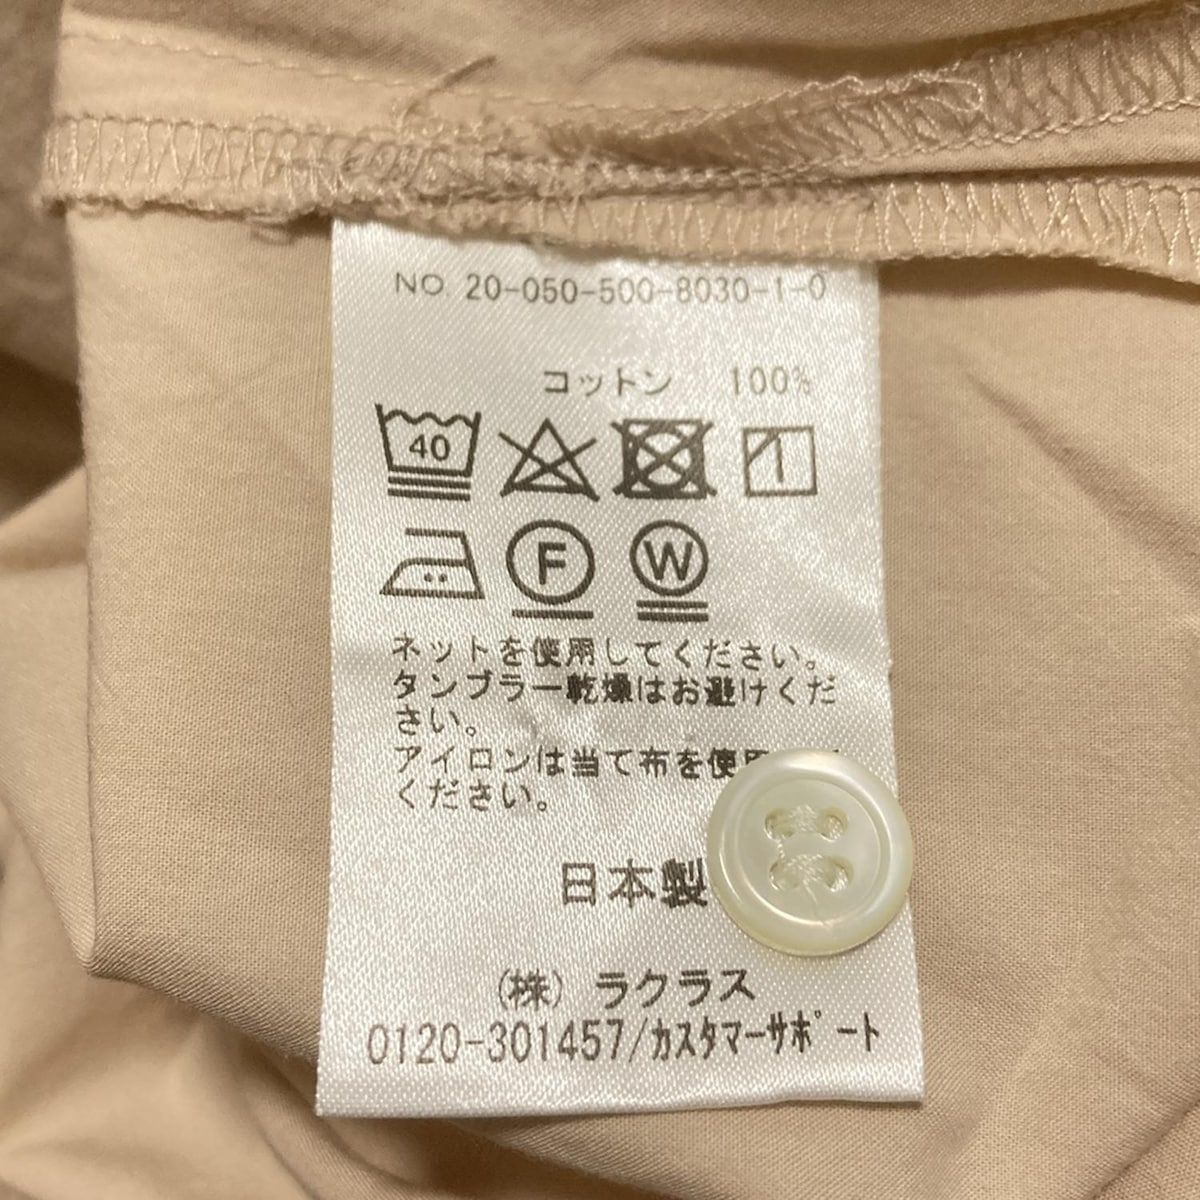 NO. 20-050-500-8030-1-0
コットン 100%
40
F W
ネットを使用してください。
タンブラー乾燥はお避けくだ
さい。
アイロンは当て布を使用
ください。
日本製
(株) ラクラス
0120-301457/カスタマーサポート